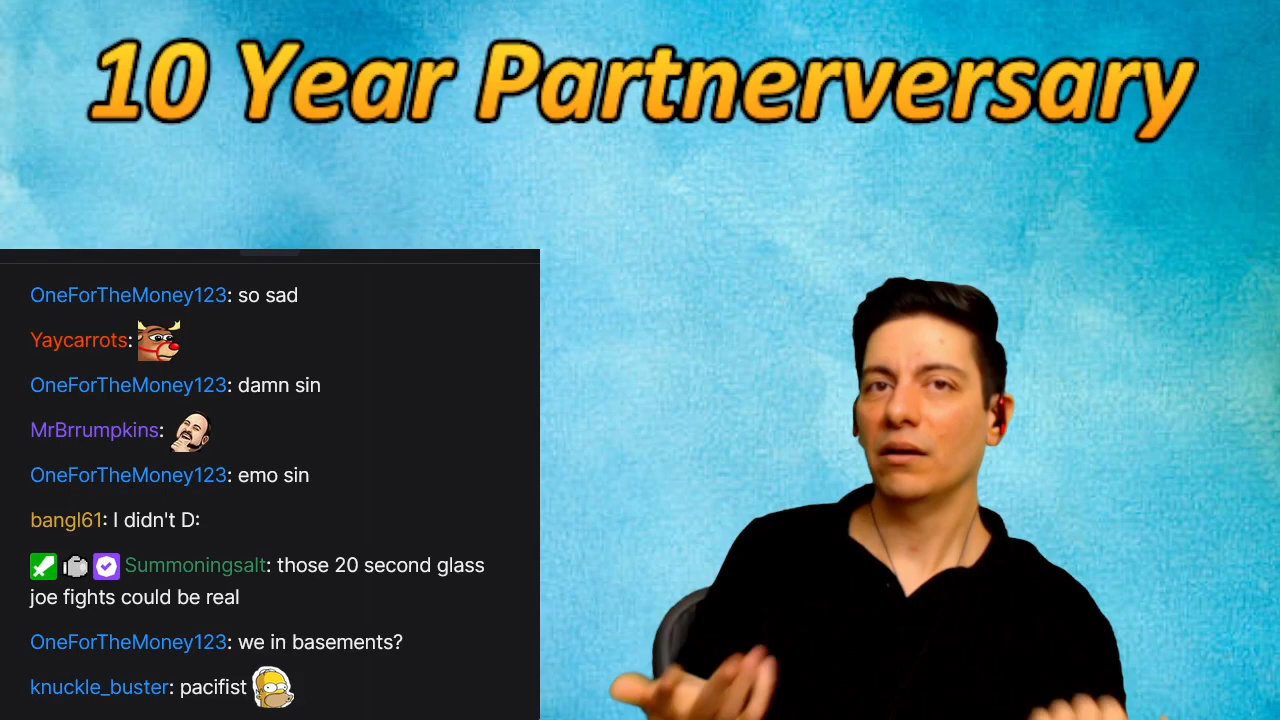 10 Year Partnerversary
OneForTheMoney123: so sad
Yaycarrots:
OneForTheMoney123: damn sin
MrBrrumpkins:
OneForTheMoney123: emo sin
bangl61: I didn't D:
Summoningsalt: those 20 second glass
joe fights could be real
OneForTheMoney123: we in basements?
knuckle_buster: pacifist